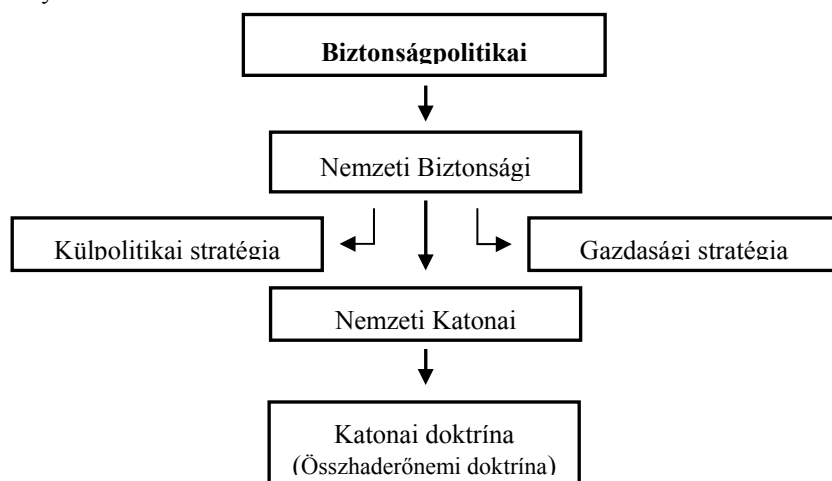 Biztonságpolitikai
Nemzeti Biztonsági
Külpolitikai stratégia
Gazdasági stratégia
Nemzeti Katonai
Katonai doktrína
(Összhaderőnemi doktrína)